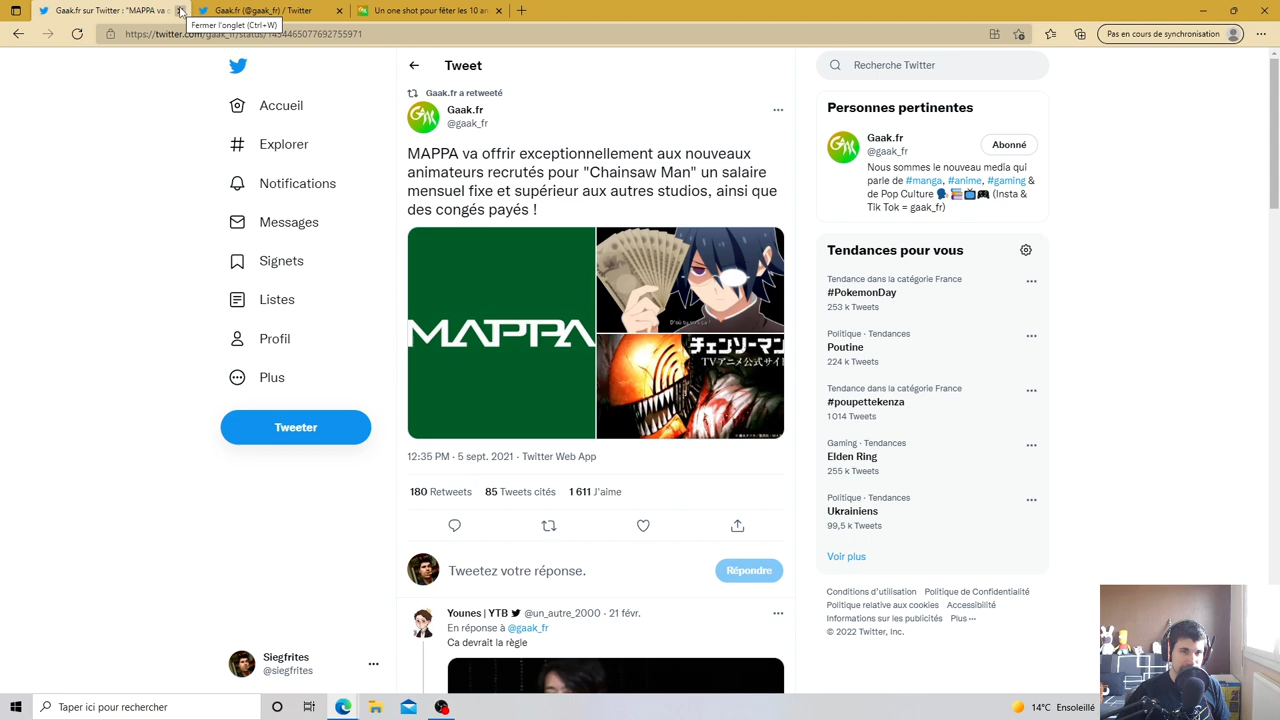 Gaak.fr sur Twitter : "MAPPA va o
Gaak.fr (@gaak_fr) / Twitter
Un one shot pour fêter les 10 an
Fermer l'onglet (Ctrl+W)
https://twitter.com/gaak_fr/status/1434465077692755971
Pas en cours de synchronisation
Accueil
Explorer
Notifications
Messages
Signets
Listes
Profil
Plus
Tweeter
Siegfrites
@siegfrites
Tweet
Gaak.fr a retweeté
Gaak.fr
@gaak_fr
MAPPA va offrir exceptionnellement aux nouveaux
animateurs recrutés pour "Chainsaw Man" un salaire
mensuel fixe et supérieur aux autres studios, ainsi que
des congés payés !
MAPPA
D'où tu sors ça !
チェンソーマン
TVアニメ公式サイト
12:35 PM · 5 sept. 2021 · Twitter Web App
180 Retweets 85 Tweets cités 1 611 J'aime
Tweetez votre réponse.
Répondre
Younes | YTB @un_autre_2000 · 21 févr.
En réponse à @gaak_fr
Ca devrait la règle
Recherche Twitter
Personnes pertinentes
Gaak.fr
@gaak_fr
Abonné
Nous sommes le nouveau media qui
parle de #manga, #anime, #gaming &
de Pop Culture (Insta &
Tik Tok = gaak_fr)
Tendances pour vous
Tendance dans la catégorie France
#PokemonDay
253 k Tweets
Politique · Tendances
Poutine
224 k Tweets
Tendance dans la catégorie France
#poupettekenza
1 014 Tweets
Gaming · Tendances
Elden Ring
255 k Tweets
Politique · Tendances
Ukrainiens
99,5 k Tweets
Voir plus
Conditions d'utilisation Politique de Confidentialité
Politique relative aux cookies Accessibilité
Informations sur les publicités Plus ···
© 2022 Twitter, Inc.
Taper ici pour rechercher
14°C Ensoleillé